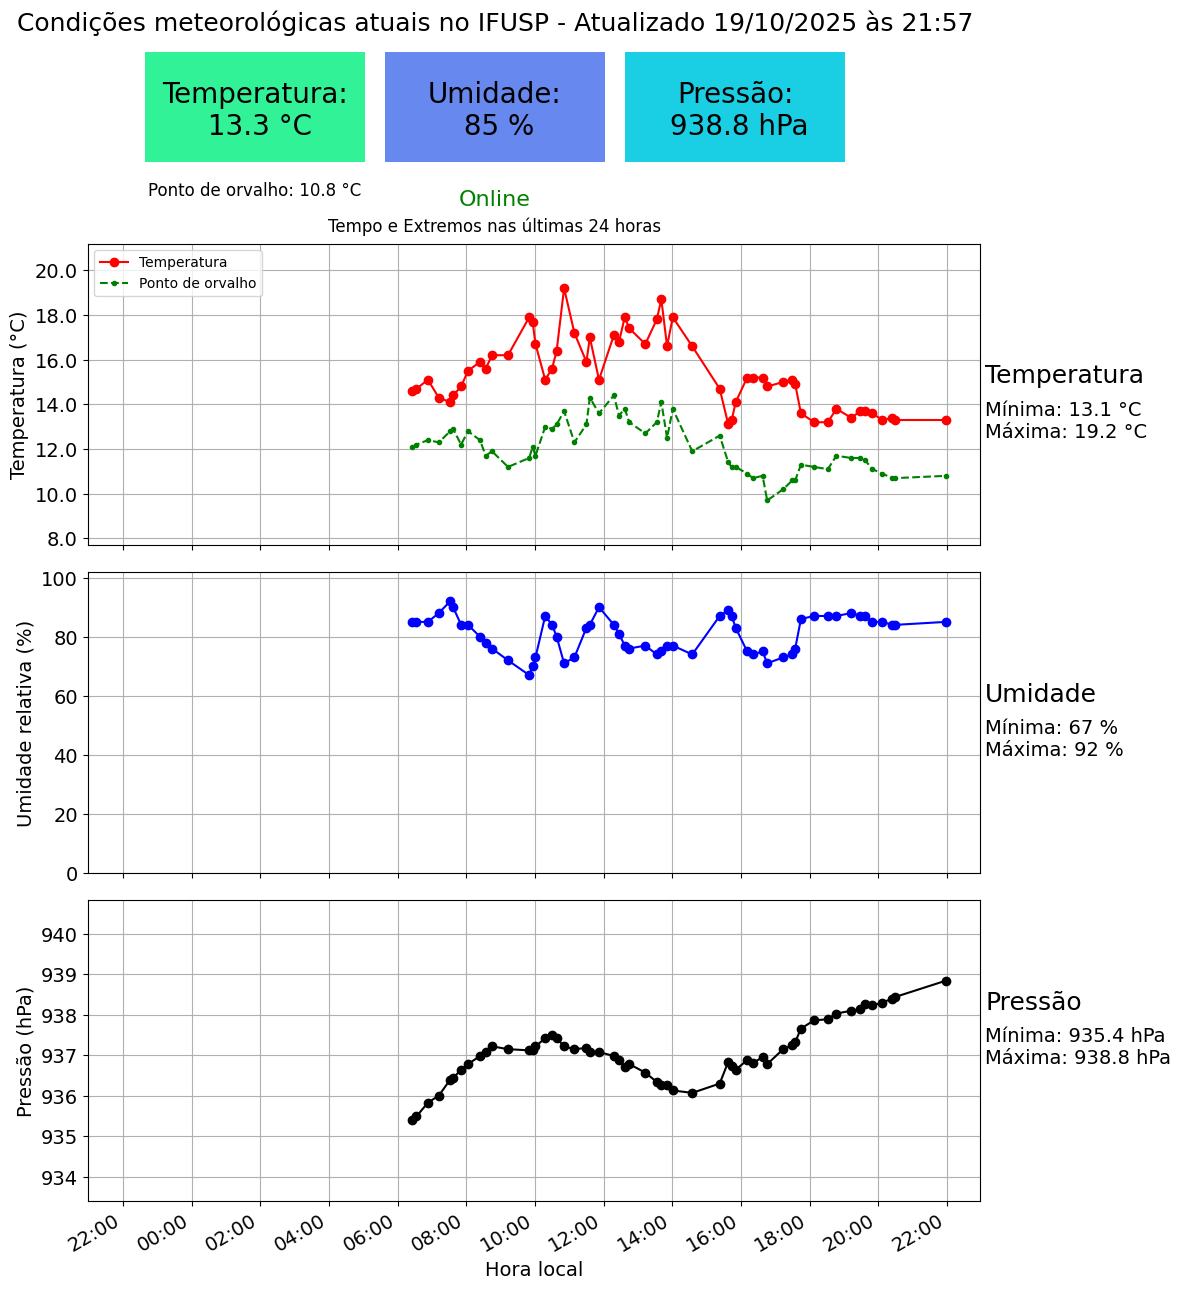 Condições meteorológicas atuais no IFUSP - Atualizado 19/10/2025 às 21:57
Temperatura:
13.3 °C
Umidade:
85 %
Pressão:
938.8 hPa
Ponto de orvalho: 10.8 °C
Online
Tempo e Extremos nas últimas 24 horas
Temperatura
Ponto de orvalho
Temperatura (°C)
20.0
18.0
16.0
14.0
12.0
10.0
8.0
Temperatura
Mínima: 13.1 °C
Máxima: 19.2 °C
Umidade relativa (%)
100
80
60
40
20
0
Umidade
Mínima: 67 %
Máxima: 92 %
Pressão (hPa)
940
939
938
937
936
935
934
Pressão
Mínima: 935.4 hPa
Máxima: 938.8 hPa
22:00 00:00 02:00 04:00 06:00 08:00 10:00 12:00 14:00 16:00 18:00 20:00 22:00
Hora local